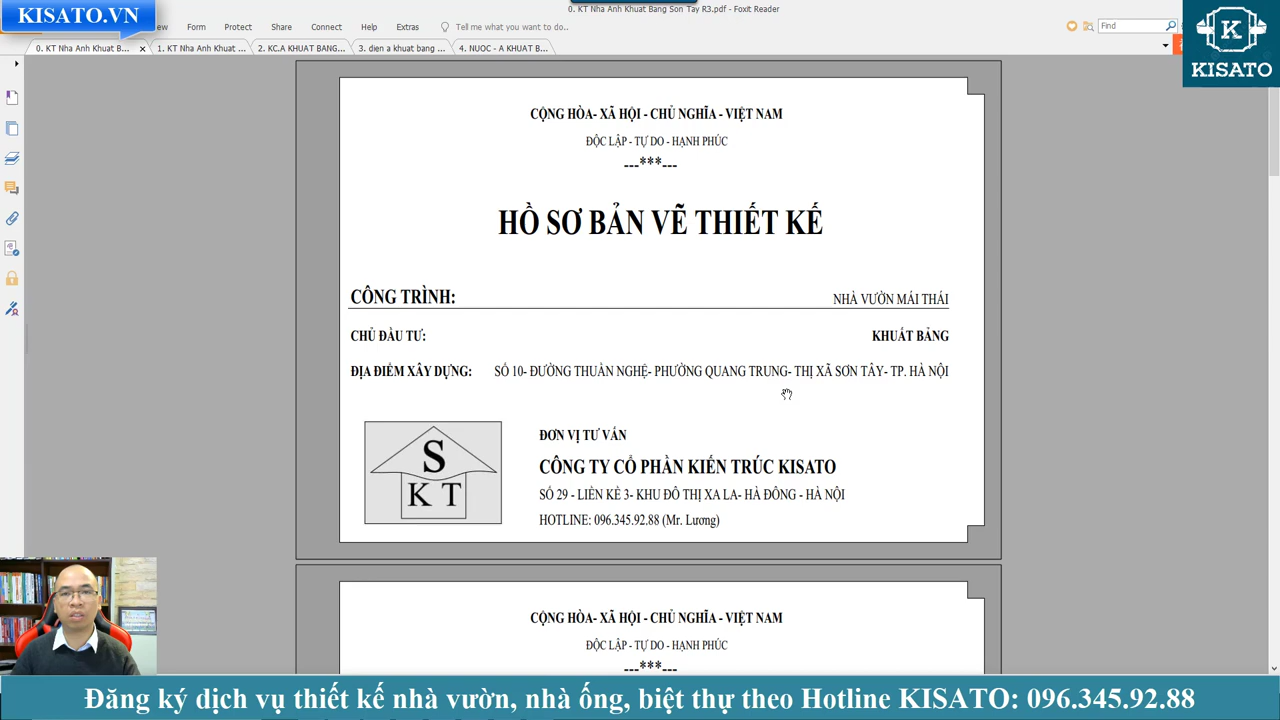 KISATO.VN
0. KT Nha Anh Khuat Bang Son Tay R3.pdf - Foxit Reader
Form Protect Share Connect Help Extras Tell me what you want to do.. Find
0. KT Nha Anh Khuat B... 1. KT Nha Anh Khuat ... 2. KC.A KHUAT BANG... 3. dien a khuat bang ... 4. NUOC - A KHUAT B...
K
KISATO
CỘNG HÒA- XÃ HỘI - CHỦ NGHĨA - VIỆT NAM
ĐỘC LẬP - TỰ DO - HẠNH PHÚC
---***---
HỒ SƠ BẢN VẼ THIẾT KẾ
CÔNG TRÌNH: NHÀ VƯỜN MÁI THÁI
CHỦ ĐẦU TƯ: KHUẤT BẢNG
ĐỊA ĐIỂM XÂY DỰNG: SỐ 10- ĐƯỜNG THUẦN NGHỆ- PHƯỜNG QUANG TRUNG- THỊ XÃ SƠN TÂY- TP. HÀ NỘI
S
K T
ĐƠN VỊ TƯ VẤN
CÔNG TY CỔ PHẦN KIẾN TRÚC KISATO
SỐ 29 - LIỀN KỀ 3- KHU ĐÔ THỊ XA LA- HÀ ĐÔNG - HÀ NỘI
HOTLINE: 096.345.92.88 (Mr. Lương)
CỘNG HÒA- XÃ HỘI - CHỦ NGHĨA - VIỆT NAM
ĐỘC LẬP - TỰ DO - HẠNH PHÚC
---***---
Đăng ký dịch vụ thiết kế nhà vườn, nhà ống, biệt thự theo Hotline KISATO: 096.345.92.88